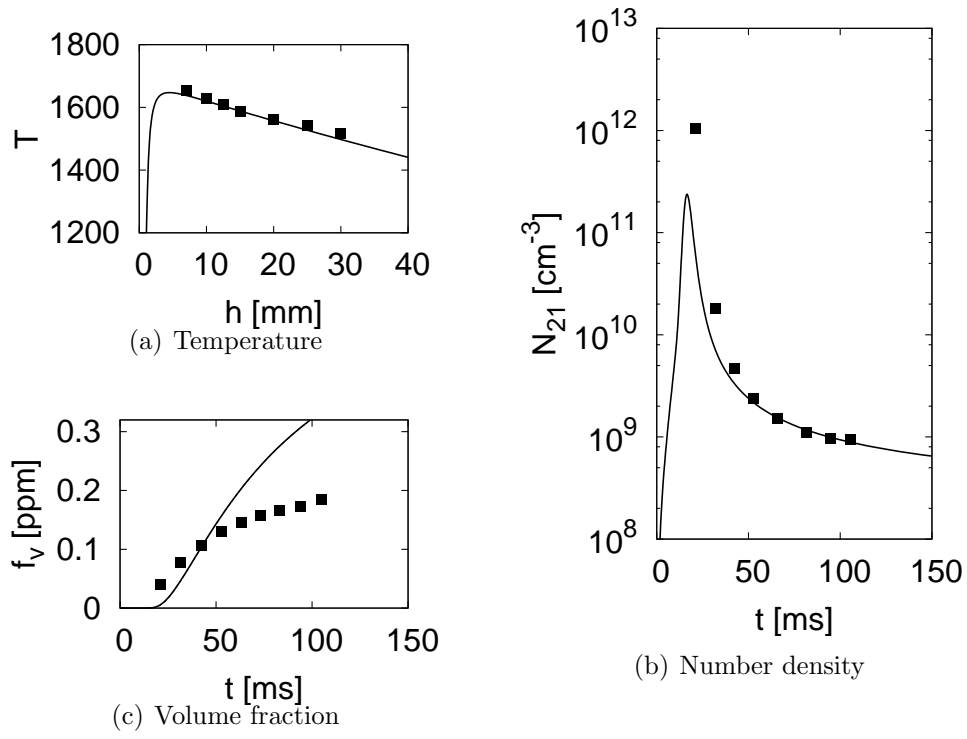 1800
1600
1400
1200
T
0 10 20 30 40
h [mm]
(a) Temperature
0.3
0.2
0.1
0
f_v [ppm]
0 50 100 150
t [ms]
(c) Volume fraction
10^13
10^12
10^11
10^10
10^9
10^8
N_21 [cm^-3]
0 50 100 150
t [ms]
(b) Number density